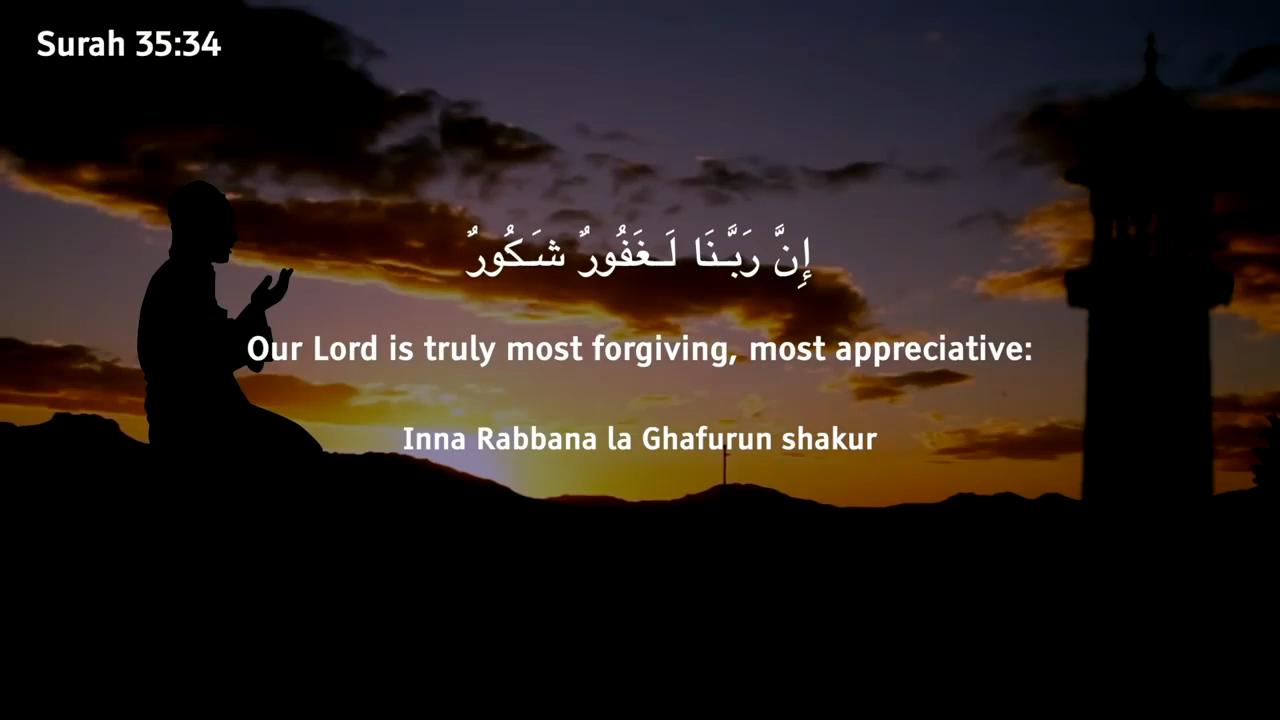 Surah 35:34
إِنَّ رَبَّنَا لَغَفُورٌ شَكُورٌ
Our Lord is truly most forgiving, most appreciative:
Inna Rabbana la Ghafurun shakur